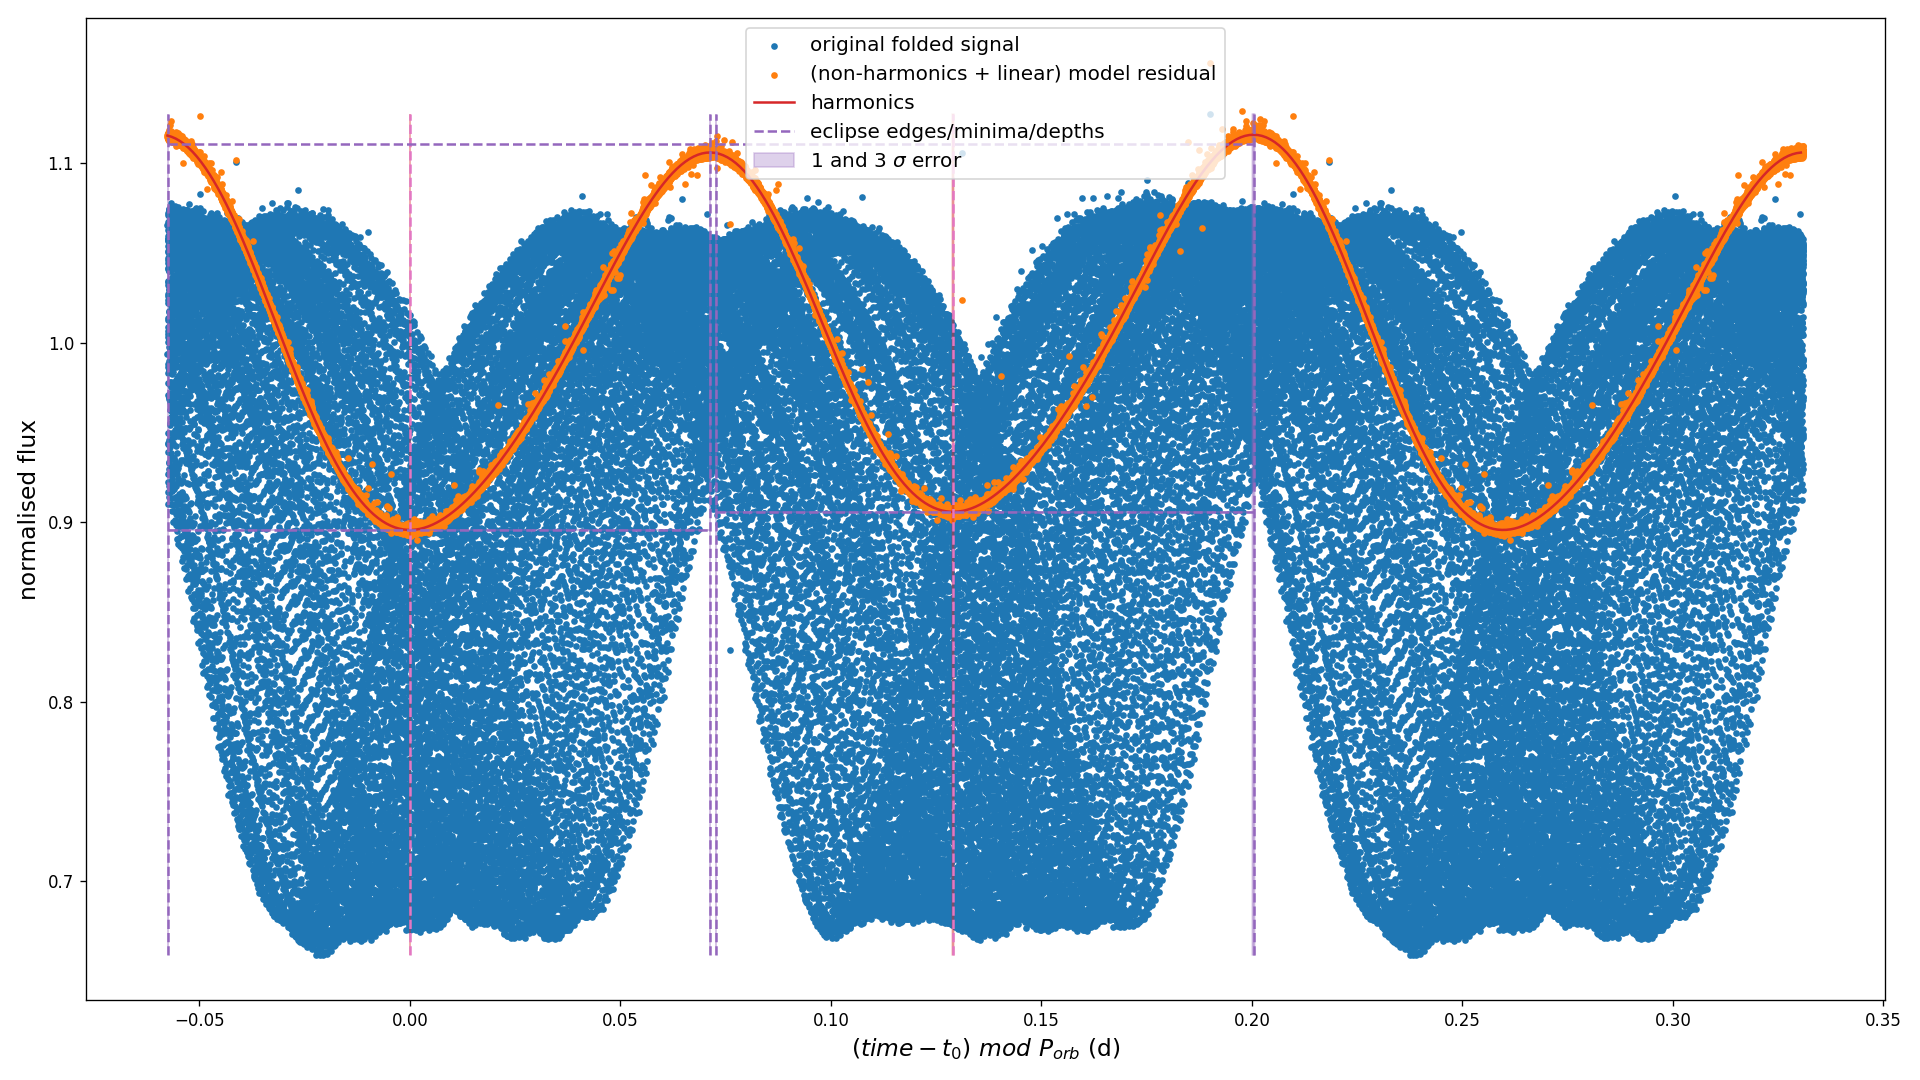 original folded signal
(non-harmonics + linear) model residual
harmonics
eclipse edges/minima/depths
1 and 3 σ error
normalised flux
1.1
1.0
0.9
0.8
0.7
−0.05 0.00 0.05 0.10 0.15 0.20 0.25 0.30 0.35
(time − t₀) mod P_orb (d)